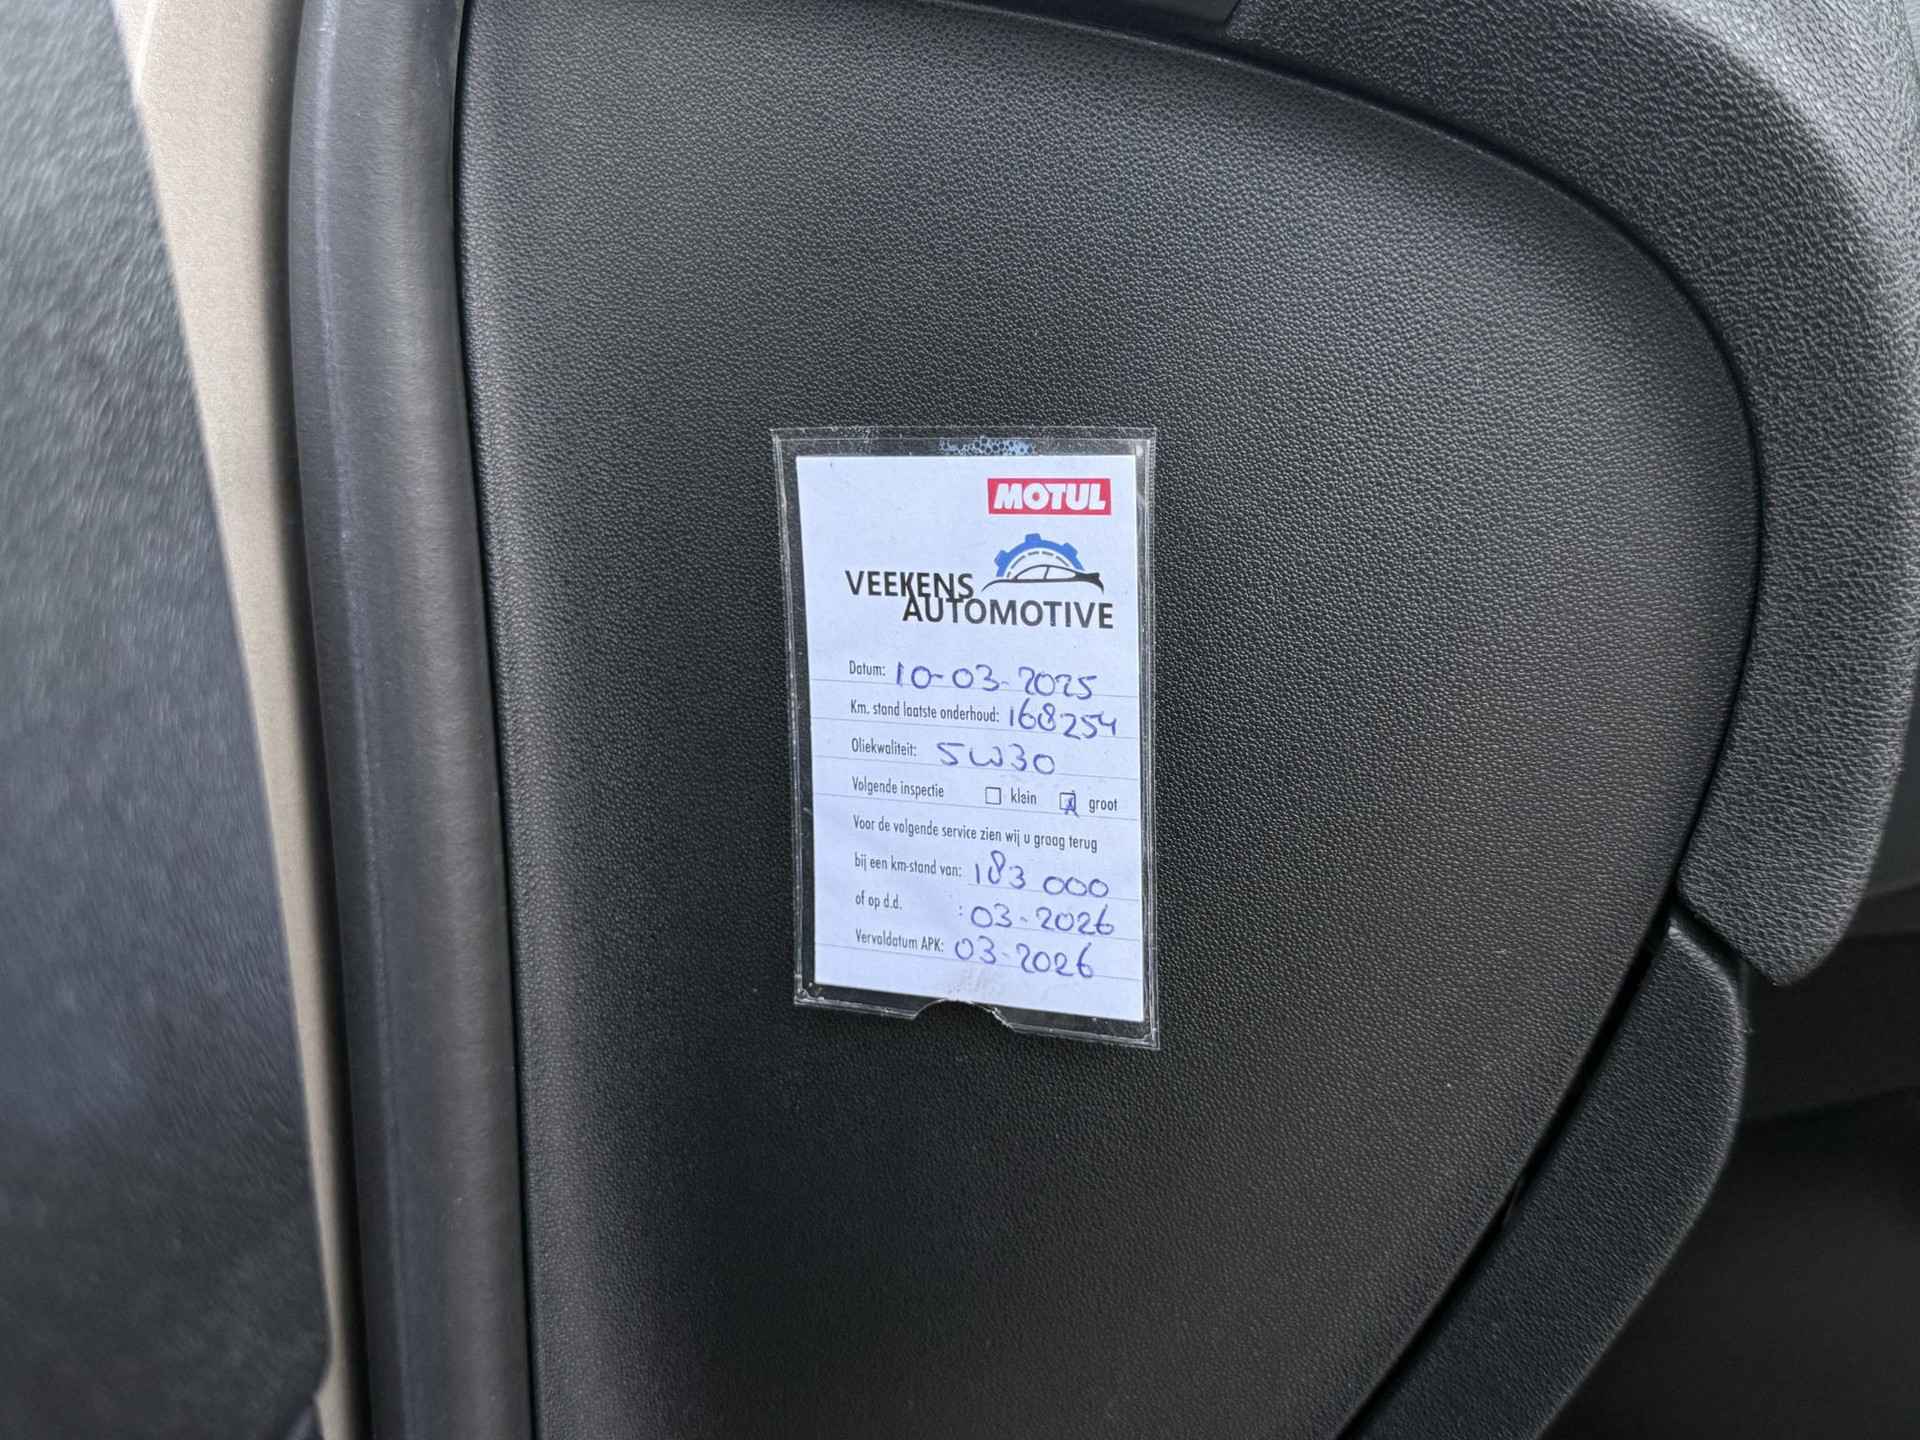 MOTUL
VEEKENS
AUTOMOTIVE
Datum: 10-03-2025
Km. stand laatste onderhoud: 168254
Oliekwaliteit: 5W30
Volgende inspectie klein groot
Voor de volgende service zien wij u graag terug
bij een km-stand van: 183 000
of op d.d. : 03-2026
Vervaldatum APK: 03-2026